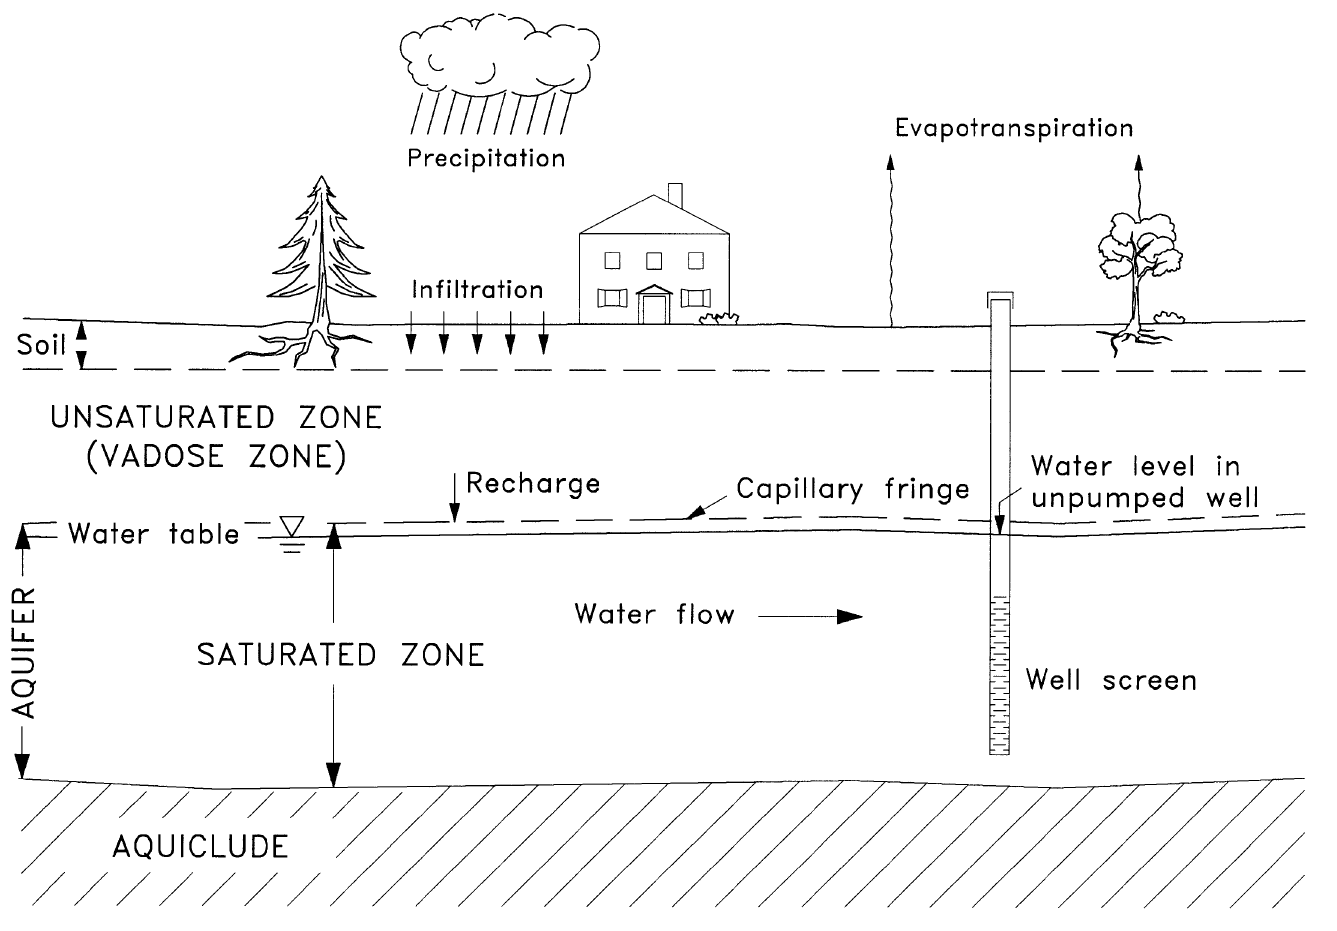 Evapotranspiration
Precipitation
Infiltration
Soil
UNSATURATED ZONE
(VADOSE ZONE)
Recharge
Capillary fringe
Water level in
unpumped well
Water table
AQUIFER
Water flow
SATURATED ZONE
Well screen
AQUICLUDE